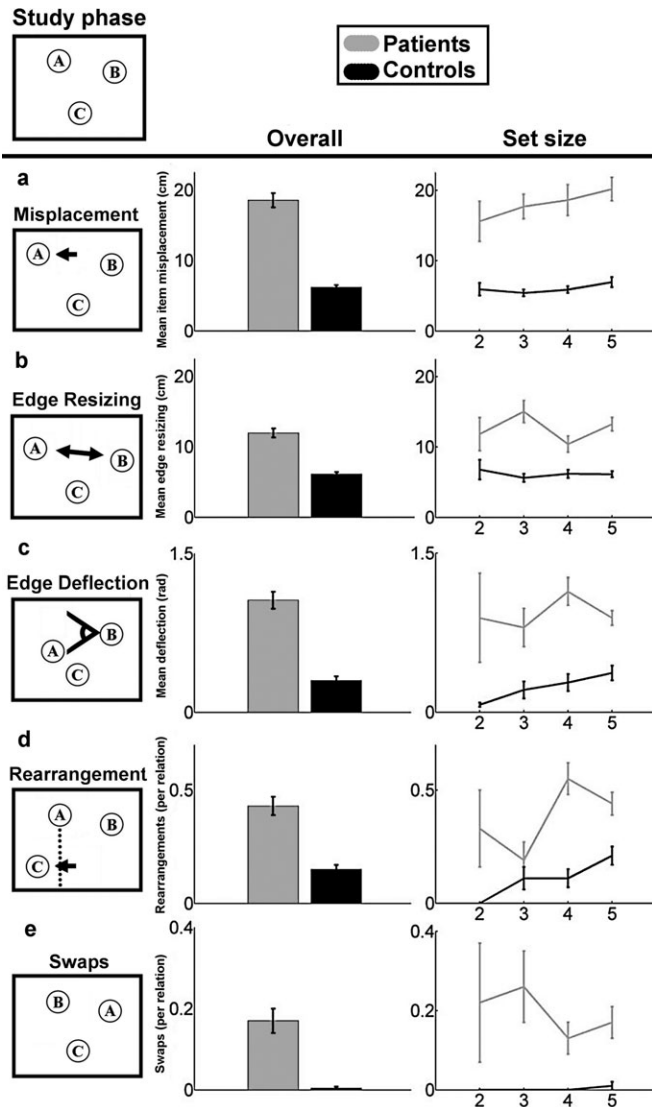 Study phase
A
B
C
Patients
Controls
Overall
Set size
a
Misplacement
A
B
C
Mean item misplacement (cm)
20
10
0
20
10
0
2 3 4 5
b
Edge Resizing
A
B
C
Mean edge resizing (cm)
20
10
0
20
10
0
2 3 4 5
c
Edge Deflection
A
B
C
Mean deflection (rad)
1.5
0
1.5
0
2 3 4 5
d
Rearrangement
A
B
C
Rearrangements (per relation)
0.5
0
0.5
0
2 3 4 5
e
Swaps
B
A
C
Swaps (per relation)
0.4
0.2
0
0.4
0.2
0
2 3 4 5